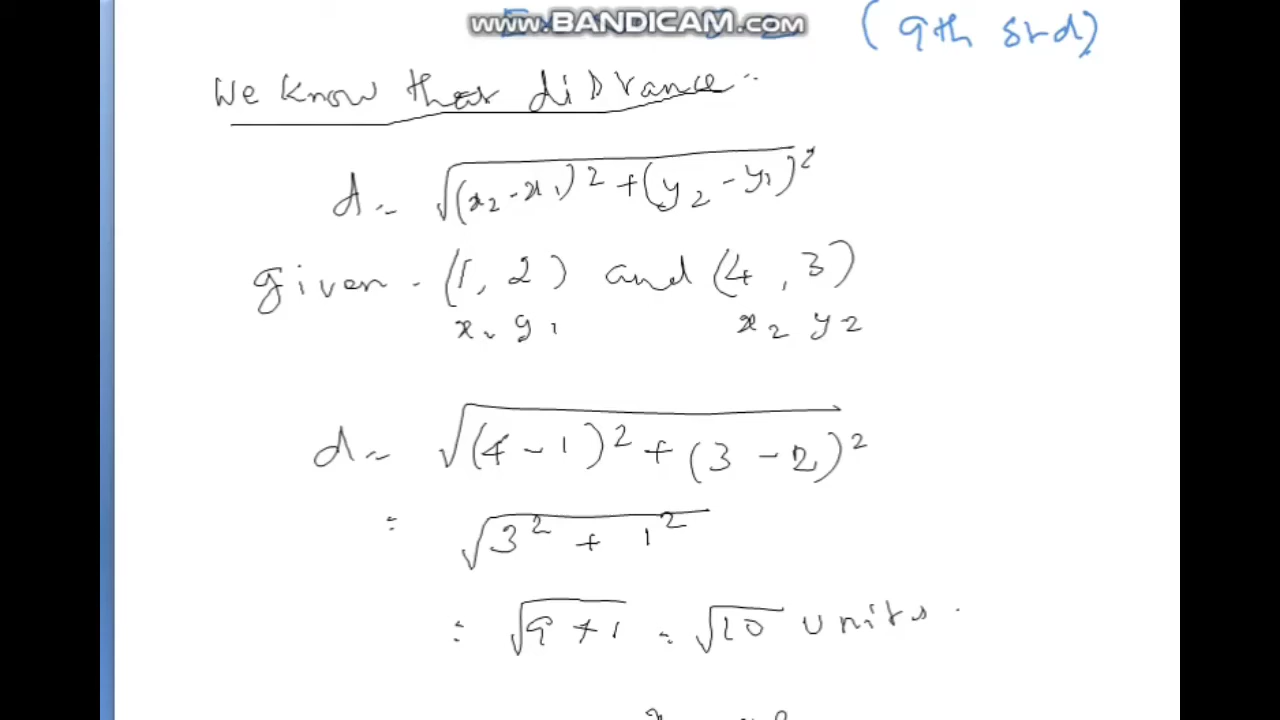 www.BANDICAM.com
(9th std)
We know that distance
d = √(x₂ - x₁)² + (y₂ - y₁)²
given - (1, 2) and (4, 3)
x₁ y₁ x₂ y₂
d = √(4 - 1)² + (3 - 2)²
= √3² + 1²
= √9 + 1 = √10 units.